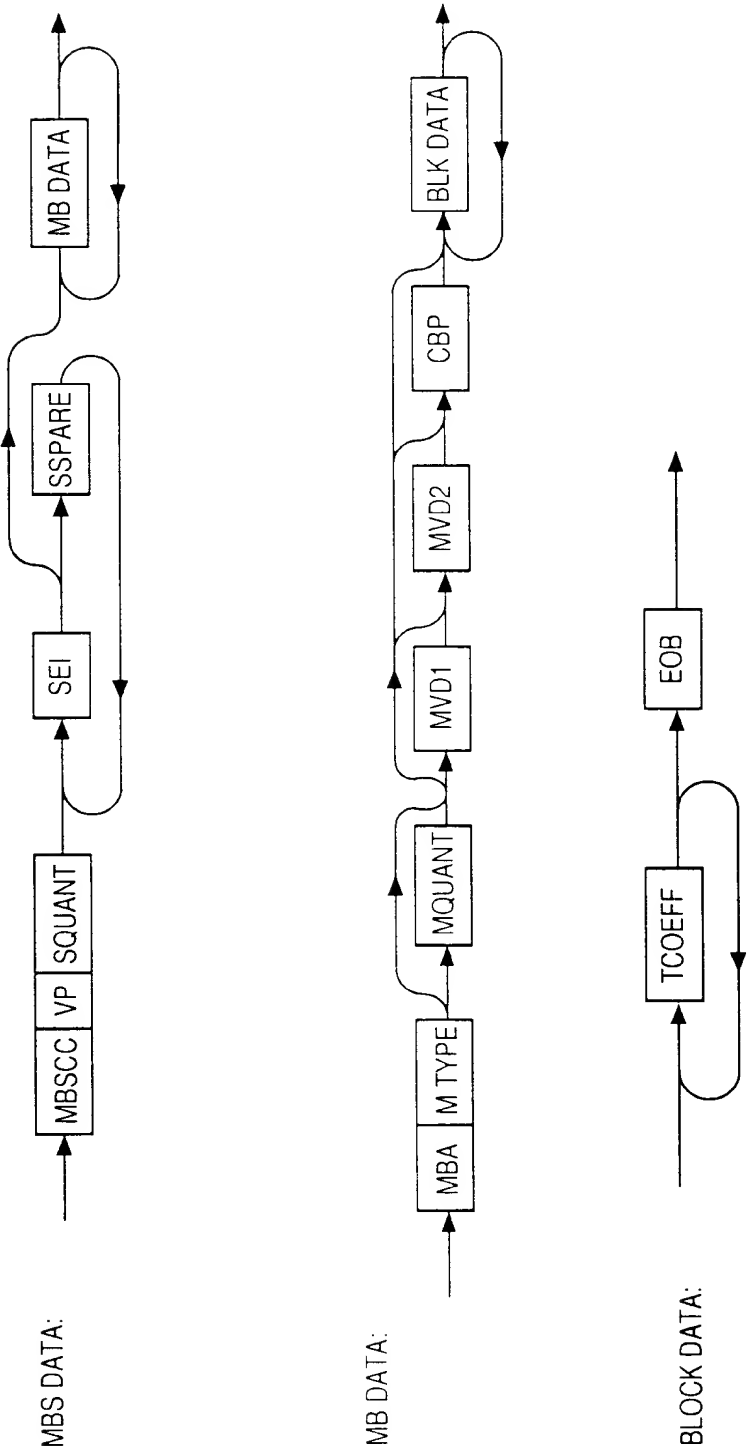 MBS DATA:
MBSCC VP SQUANT
SEI
SSPARE
MB DATA
MB DATA:
MBA M TYPE
MQUANT
MVD1
MVD2
CBP
BLK DATA
BLOCK DATA:
TCOEFF
EOB